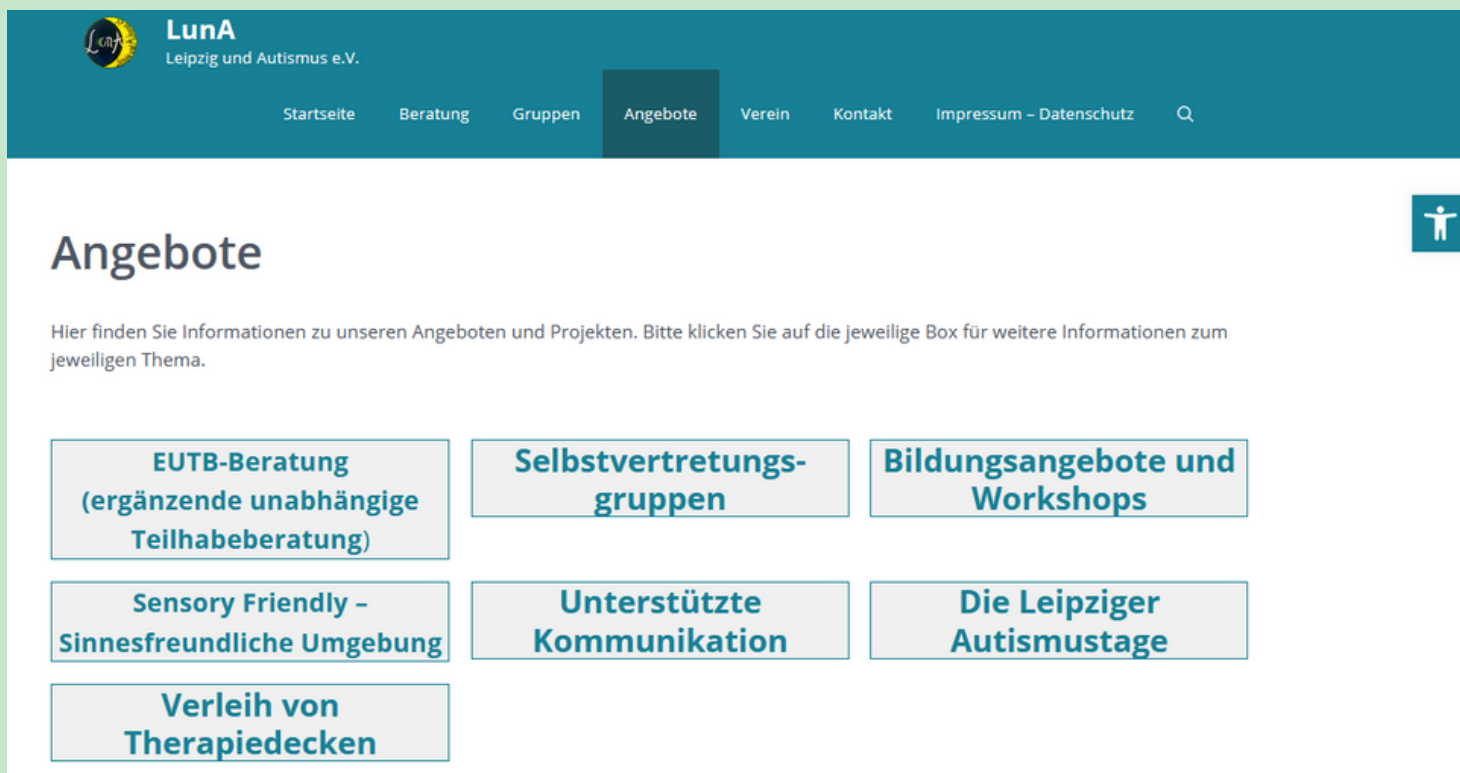 LunA
LunA
Leipzig und Autismus e.V.
Startseite Beratung Gruppen Angebote Verein Kontakt Impressum – Datenschutz
Angebote
Hier finden Sie Informationen zu unseren Angeboten und Projekten. Bitte klicken Sie auf die jeweilige Box für weitere Informationen zum
jeweiligen Thema.
EUTB-Beratung
(ergänzende unabhängige
Teilhabeberatung)
Selbstvertretungs-
gruppen
Bildungsangebote und
Workshops
Sensory Friendly –
Sinnesfreundliche Umgebung
Unterstützte
Kommunikation
Die Leipziger
Autismustage
Verleih von
Therapiedecken